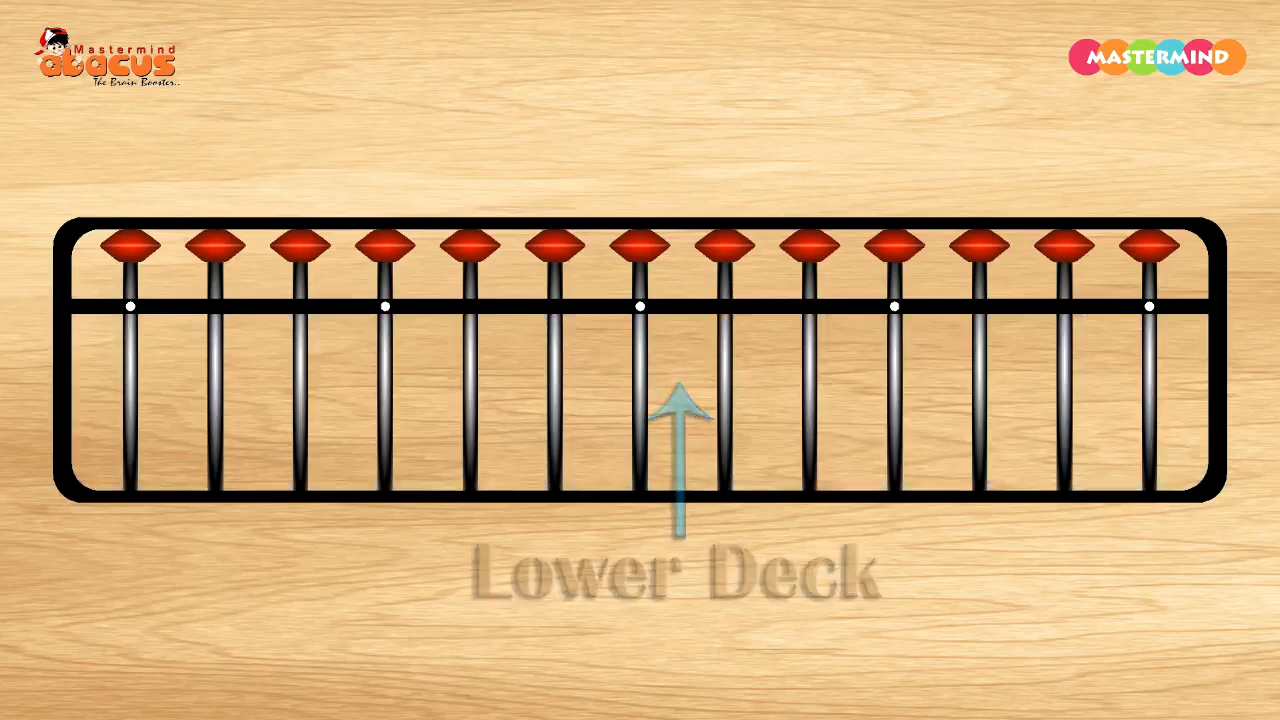 Mastermind
abacus
The Brain Booster..
MASTERMIND
Lower Deck